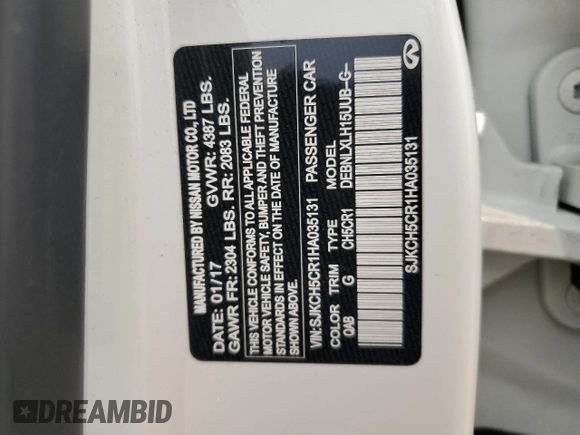 MANUFACTURED BY NISSAN MOTOR CO., LTD
DATE: 01/17 GVWR: 4387 LBS.
GAWR FR: 2304 LBS. RR: 2083 LBS.
THIS VEHICLE CONFORMS TO ALL APPLICABLE FEDERAL
MOTOR VEHICLE SAFETY, BUMPER AND THEFT PREVENTION
STANDARDS IN EFFECT ON THE DATE OF MANUFACTURE
SHOWN ABOVE.
VIN:SJKCH5CR1HA035131 PASSENGER CAR
COLOR TRIM TYPE MODEL
QAB G CH5CR1 DEBNLXLH15UUB-G--
SJKCH5CR1HA035131
DREAMBID